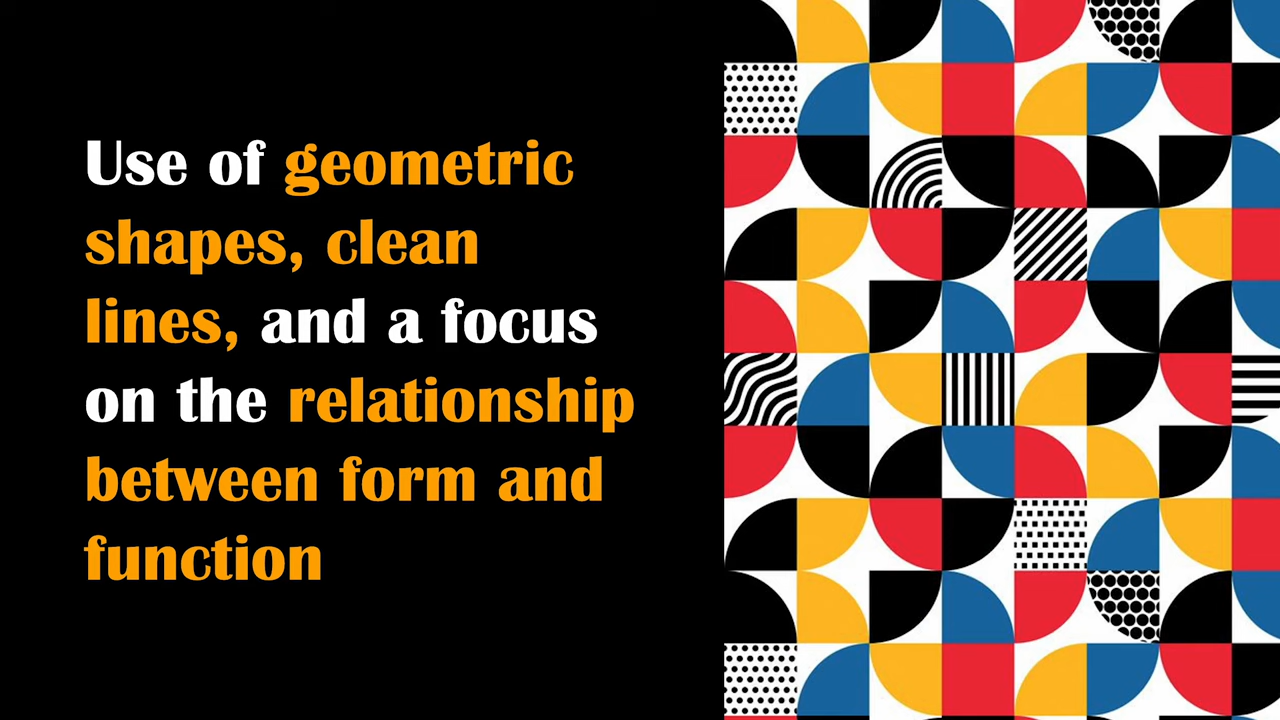 Use of geometric
shapes, clean
lines, and a focus
on the relationship
between form and
function